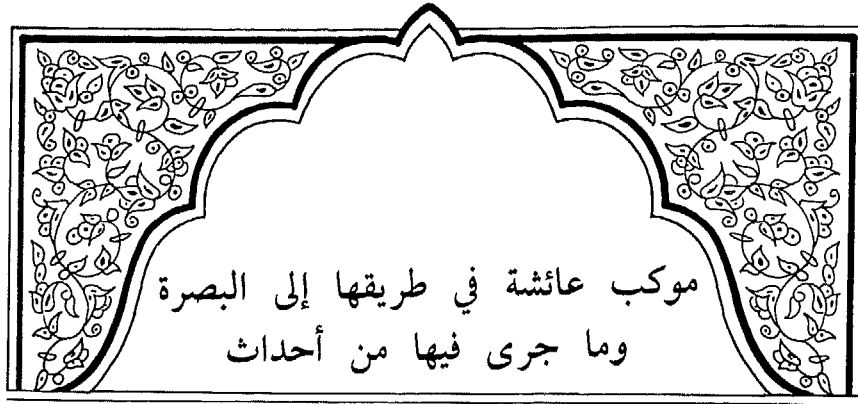 موكب عائشة في طريقها إلى البصرة
وما جرى فيها من أحداث